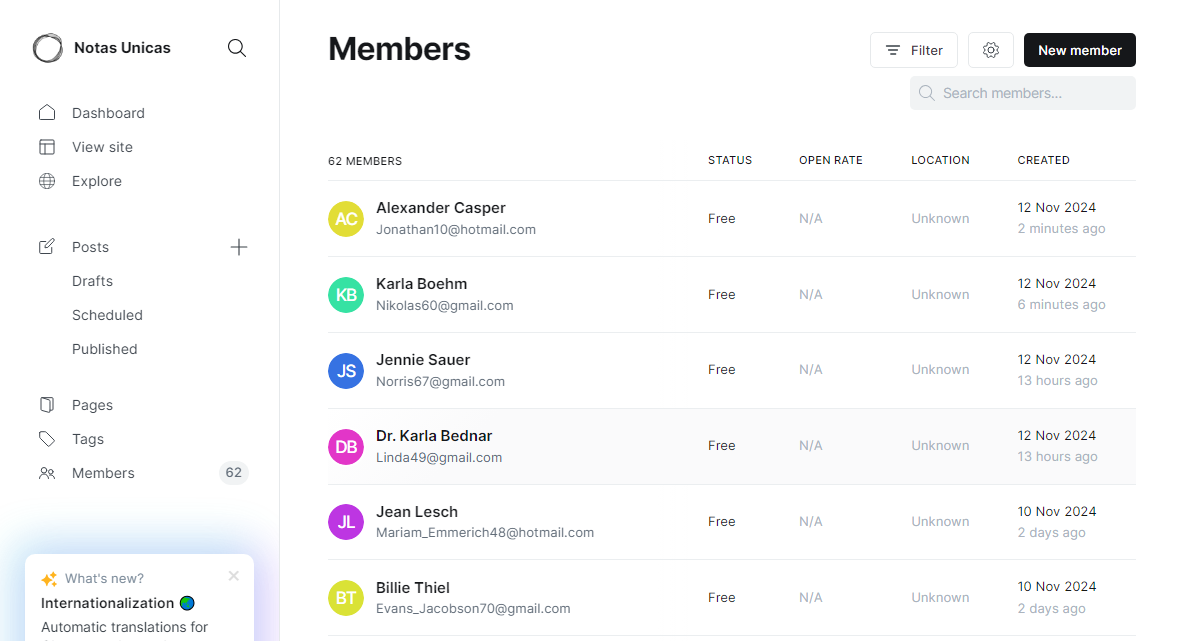 Notas Unicas
Dashboard
View site
Explore
Posts
Drafts
Scheduled
Published
Pages
Tags
Members 62
What's new?
Internationalization
Automatic translations for
Members
Filter
New member
Search members...
62 MEMBERS STATUS OPEN RATE LOCATION CREATED
AC Alexander Casper Jonathan10@hotmail.com Free N/A Unknown 12 Nov 2024 2 minutes ago
KB Karla Boehm Nikolas60@gmail.com Free N/A Unknown 12 Nov 2024 6 minutes ago
JS Jennie Sauer Norris67@gmail.com Free N/A Unknown 12 Nov 2024 13 hours ago
DB Dr. Karla Bednar Linda49@gmail.com Free N/A Unknown 12 Nov 2024 13 hours ago
JL Jean Lesch Mariam_Emmerich48@hotmail.com Free N/A Unknown 10 Nov 2024 2 days ago
BT Billie Thiel Evans_Jacobson70@gmail.com Free N/A Unknown 10 Nov 2024 2 days ago